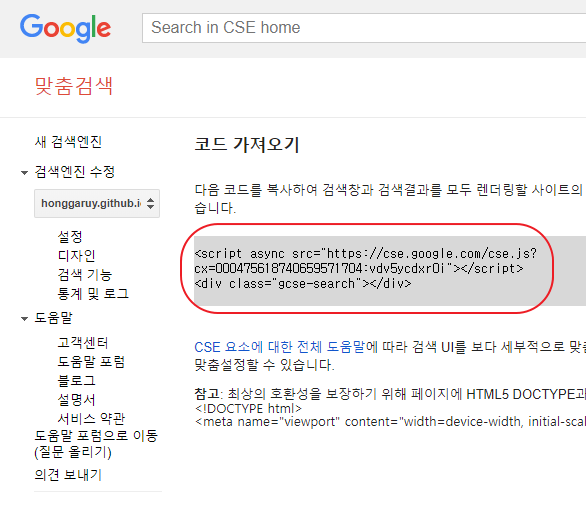 Google
Search in CSE home
맞춤검색
새 검색엔진
검색엔진 수정
honggaruy.github.i
설정
디자인
검색 기능
통계 및 로그
도움말
고객센터
도움말 포럼
블로그
설명서
서비스 약관
도움말 포럼으로 이동
(질문 올리기)
의견 보내기
코드 가져오기
다음 코드를 복사하여 검색창과 검색결과를 모두 렌더링할 사이트의
습니다.
<script async src="https://cse.google.com/cse.js?
cx=000475618740659571704:vdv5ycdxr0i"></script>
<div class="gcse-search"></div>
CSE 요소에 대한 전체 도움말에 따라 검색 UI를 보다 세부적으로 맞춤
맞춤설정할 수 있습니다.
참고: 최상의 호환성을 보장하기 위해 페이지에 HTML5 DOCTYPE과
<!DOCTYPE html>
<meta name="viewport" content="width=device-width, initial-scal